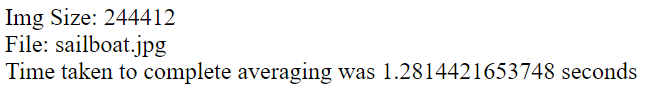 Img Size: 244412
File: sailboat.jpg
Time taken to complete averaging was 1.2814421653748 seconds